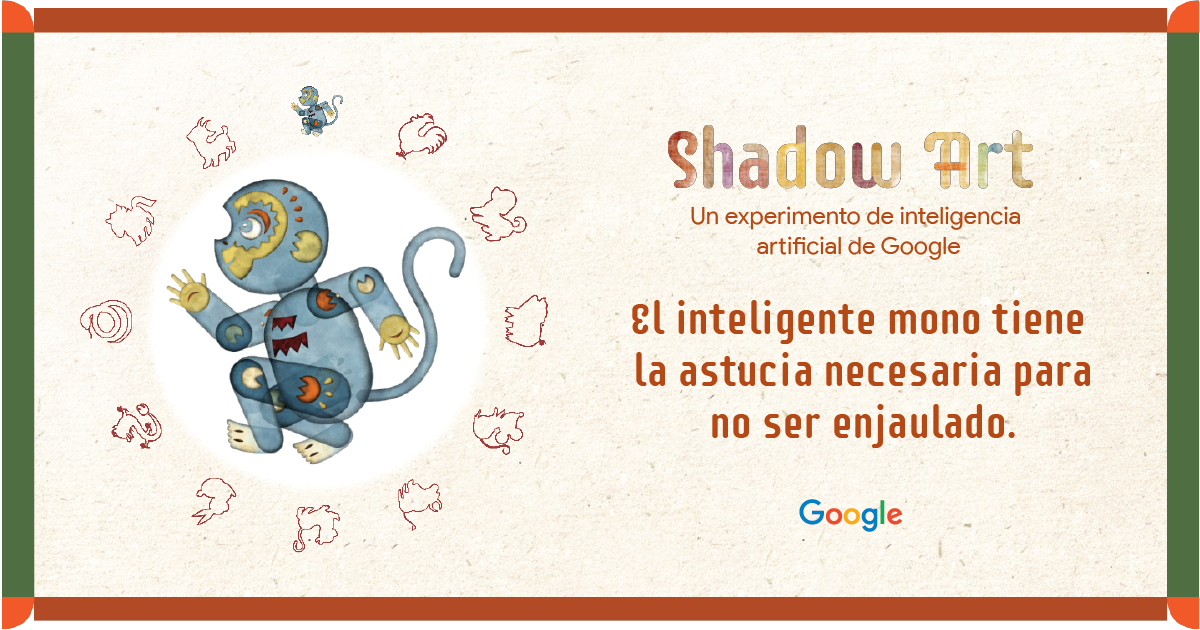 Shadow Art
Un experimento de inteligencia
artificial de Google
El inteligente mono tiene
la astucia necesaria para
no ser enjaulado.
Google